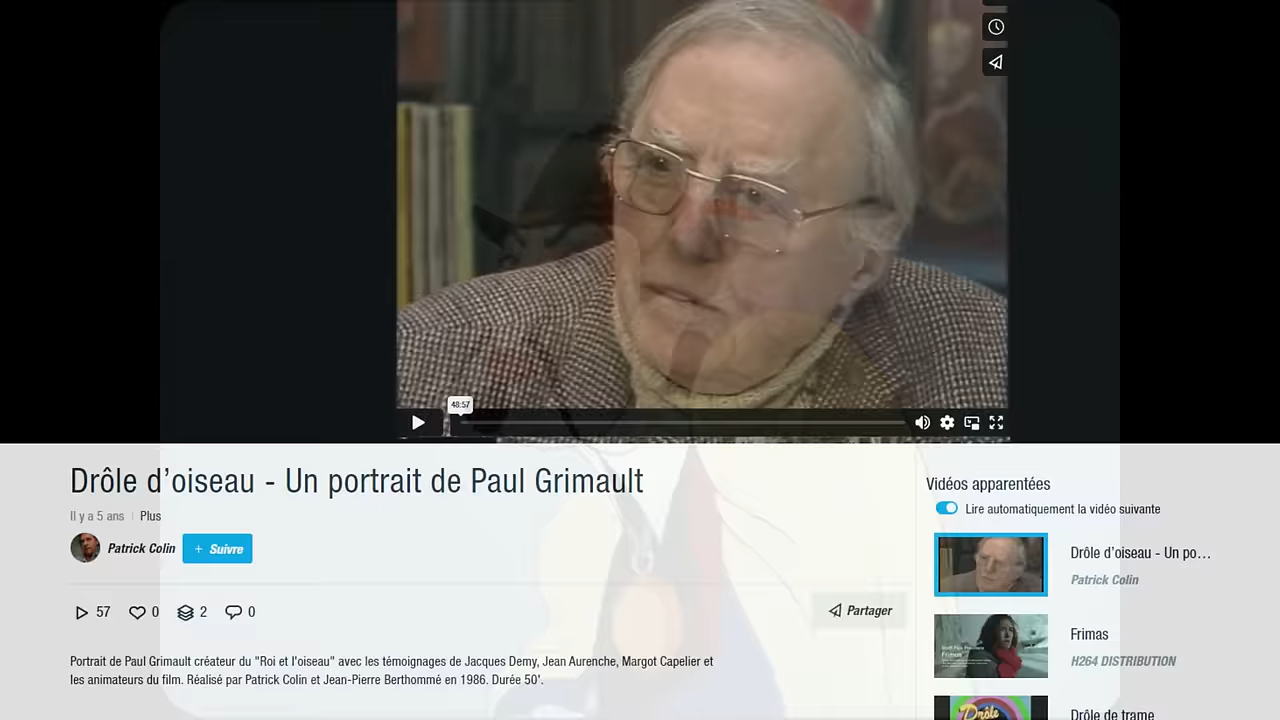 48:57
Drôle d’oiseau - Un portrait de Paul Grimault
Il y a 5 ans | Plus
Patrick Colin + Suivre
57 0 2 0
Partager
Portrait de Paul Grimault créateur du "Roi et l'oiseau" avec les témoignages de Jacques Demy, Jean Aurenche, Margot Capelier et
les animateurs du film. Réalisé par Patrick Colin et Jean-Pierre Berthommé en 1986. Durée 50'.
Vidéos apparentées
Lire automatiquement la vidéo suivante
Drôle d’oiseau - Un po…
Patrick Colin
Frimas
H264 DISTRIBUTION
Frimas
Drôle de trame
Drôle